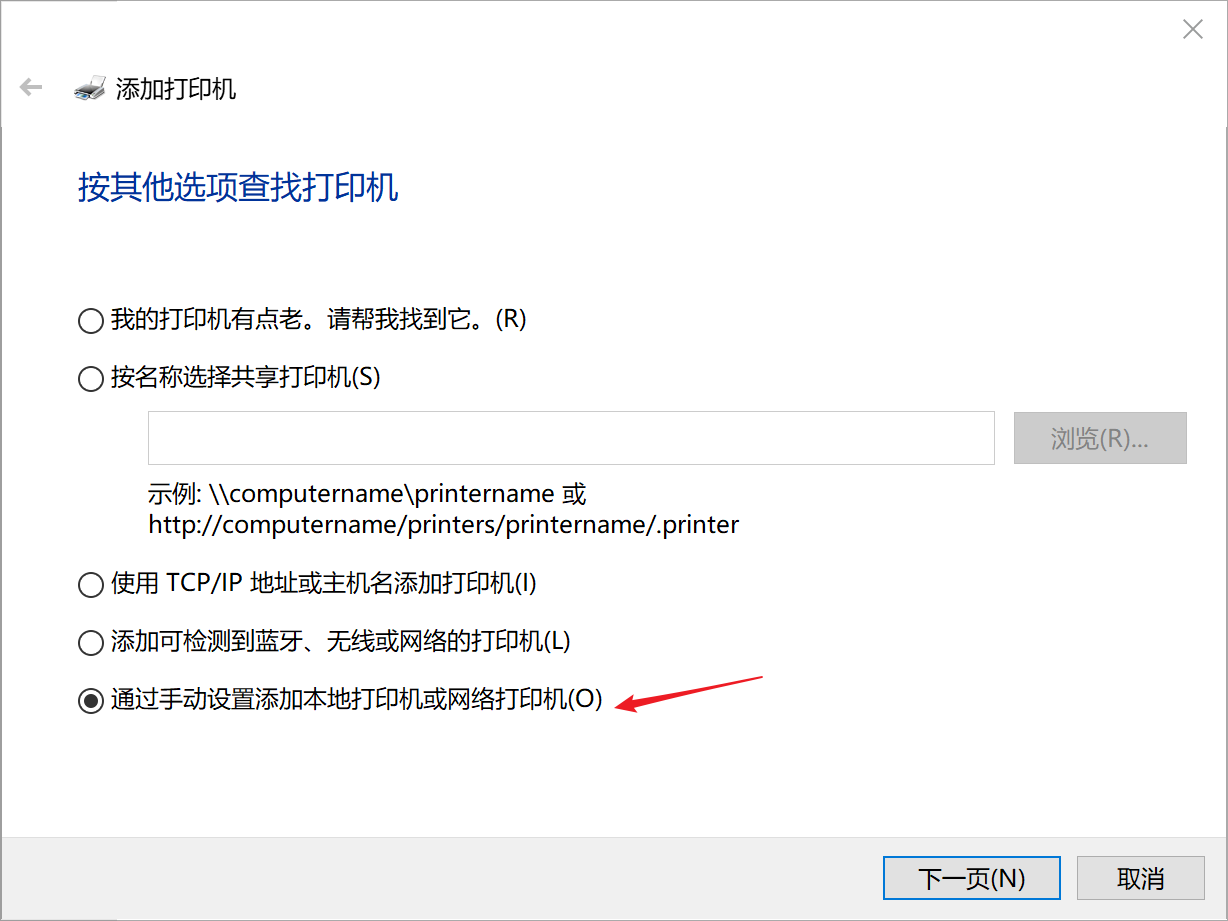 添加打印机
按其他选项查找打印机
我的打印机有点老。请帮我找到它。(R)
按名称选择共享打印机(S)
浏览(R)...
示例: \\computername\printername 或
http://computername/printers/printername/.printer
使用 TCP/IP 地址或主机名添加打印机(I)
添加可检测到蓝牙、无线或网络的打印机(L)
通过手动设置添加本地打印机或网络打印机(O)
下一页(N)
取消